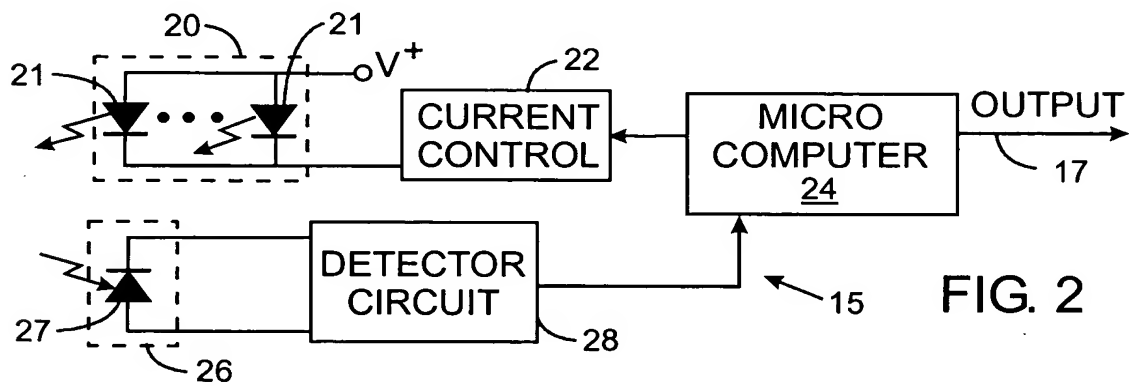 20
21
21
V+
22
CURRENT
CONTROL
MICRO
COMPUTER
24
OUTPUT
17
DETECTOR
CIRCUIT
27
26
28
15
FIG. 2